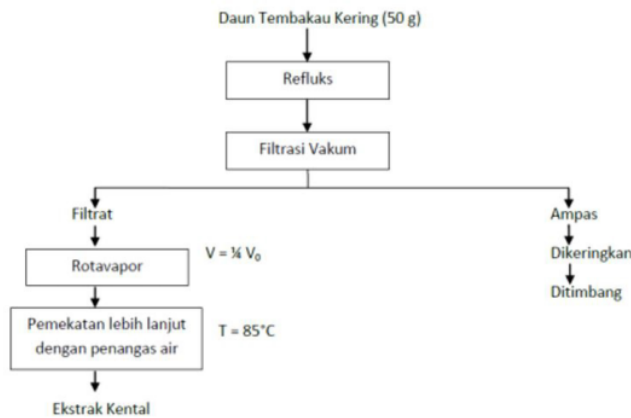 Daun Tembakau Kering (50 g)
Refluks
Filtrasi Vakum
Filtrat
Ampas
Rotavapor
V = ¼ V₀
Dikeringkan
Ditimbang
Pemekatan lebih lanjut
dengan penangas air
T = 85°C
Ekstrak Kental